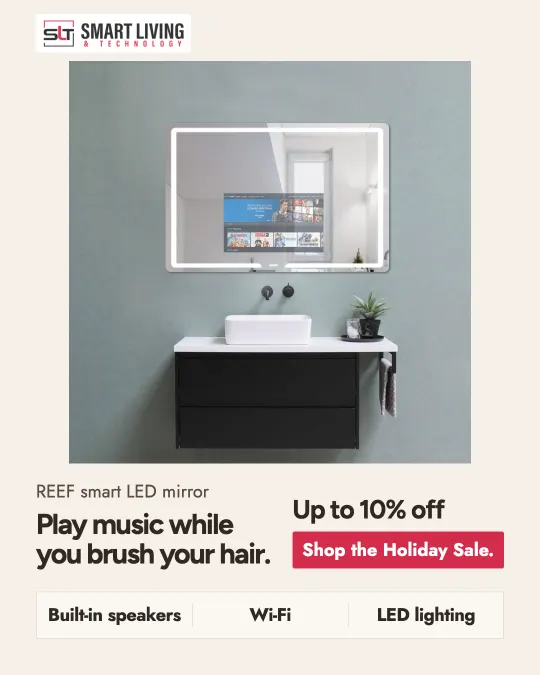 SLT SMART LIVING
& TECHNOLOGY
REEF smart LED mirror
Play music while
you brush your hair.
Up to 10% off
Shop the Holiday Sale.
Built-in speakers
Wi-Fi
LED lighting